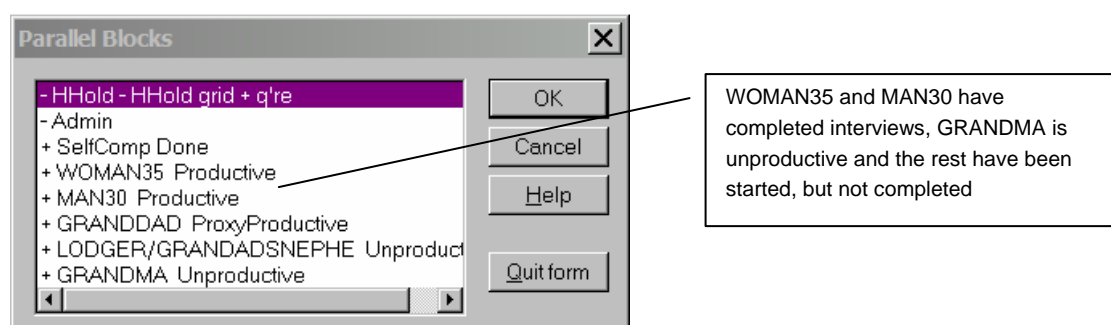 Parallel Blocks
- HHold - HHold grid + q're
- Admin
+ SelfComp Done
+ WOMAN35 Productive
+ MAN30 Productive
+ GRANDDAD ProxyProductive
+ LODGER/GRANDADSNEPHE Unproduct
+ GRANDMA Unproductive
OK
Cancel
Help
Quit form
WOMAN35 and MAN30 have
completed interviews, GRANDMA is
unproductive and the rest have been
started, but not completed